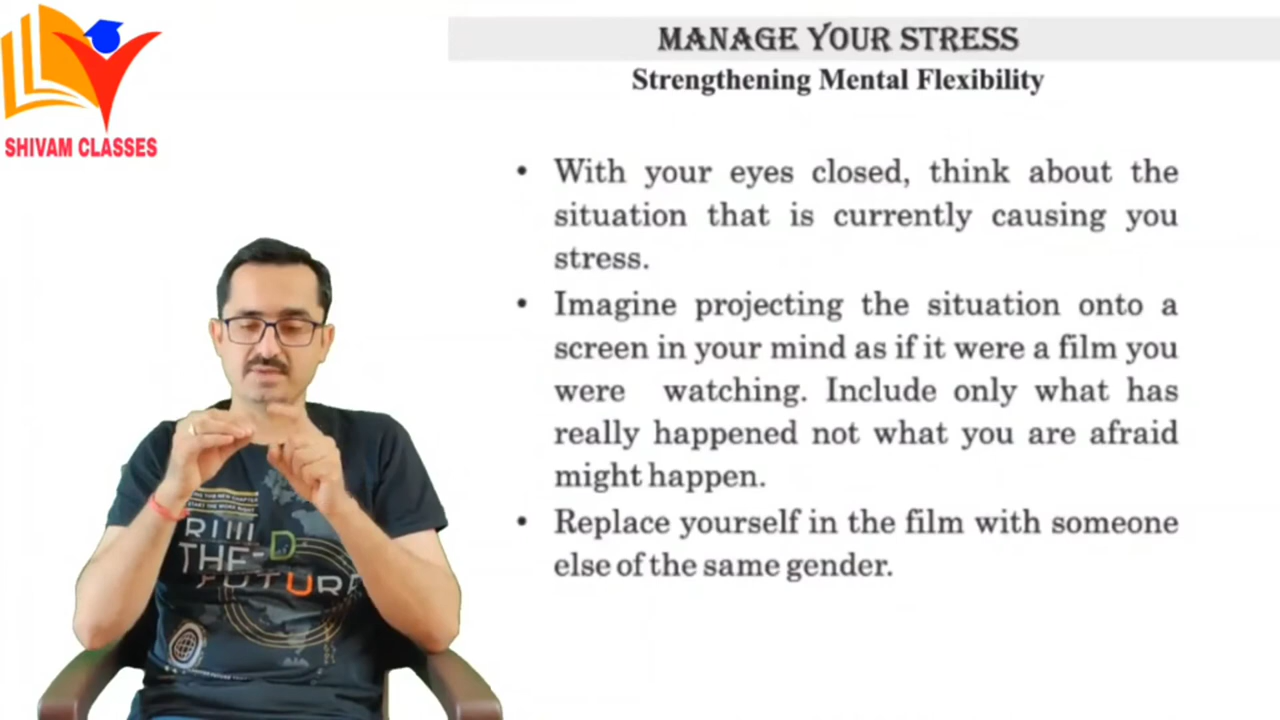 SHIVAM CLASSES
MANAGE YOUR STRESS
Strengthening Mental Flexibility
• With your eyes closed, think about the
situation that is currently causing you
stress.
• Imagine projecting the situation onto a
screen in your mind as if it were a film you
were watching. Include only what has
really happened not what you are afraid
might happen.
• Replace yourself in the film with someone
else of the same gender.
THE
FUTURE